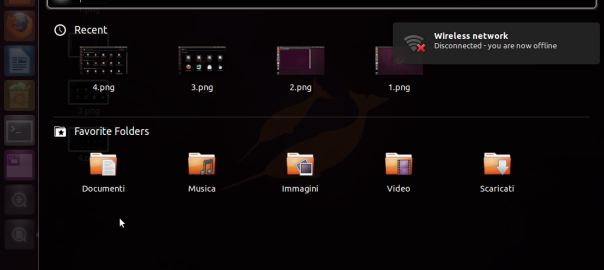 Recent
Wireless network
Disconnected - you are now offline
4.png
3.png
2.png
1.png
Favorite Folders
Documenti
Musica
Immagini
Video
Scaricati